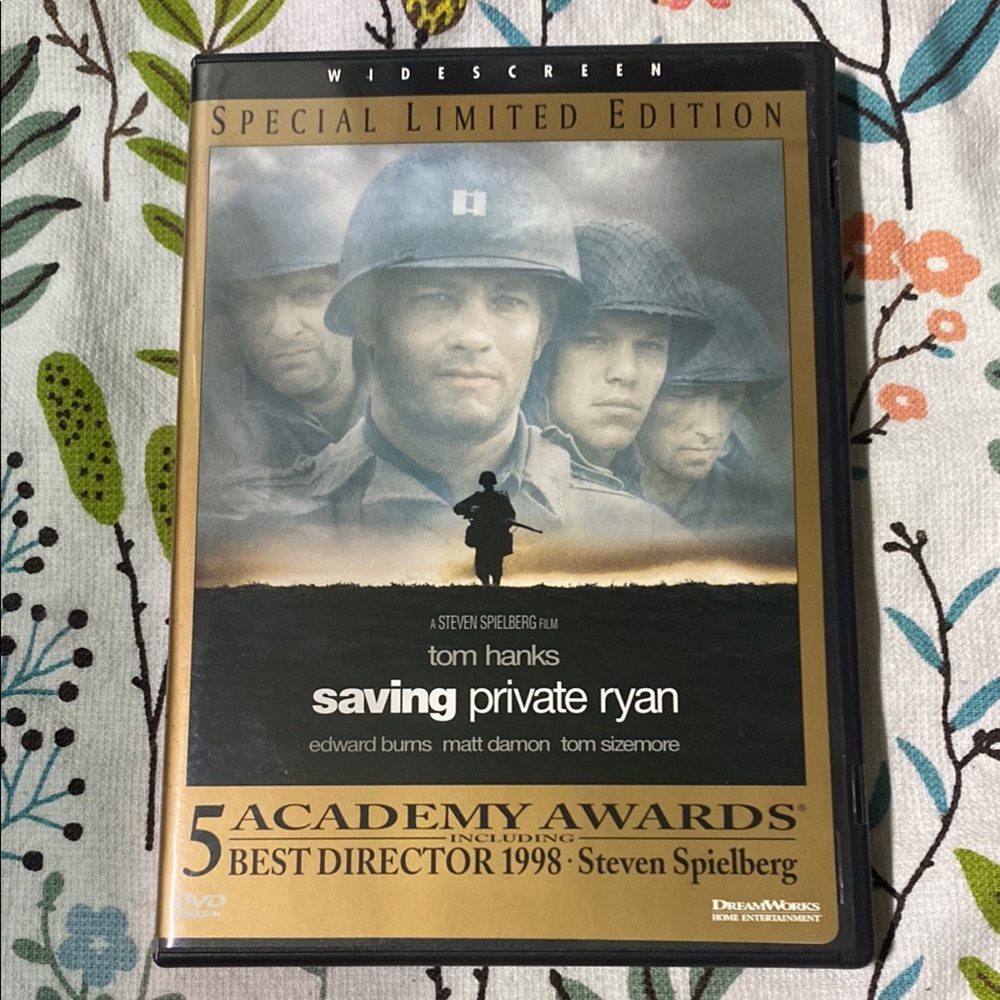 WIDESCREEN
SPECIAL LIMITED EDITION
A STEVEN SPIELBERG FILM
tom hanks
saving private ryan
edward burns matt damon tom sizemore
5 ACADEMY AWARDS®
INCLUDING
BEST DIRECTOR 1998 · Steven Spielberg
DVD
DREAMWORKS
HOME ENTERTAINMENT